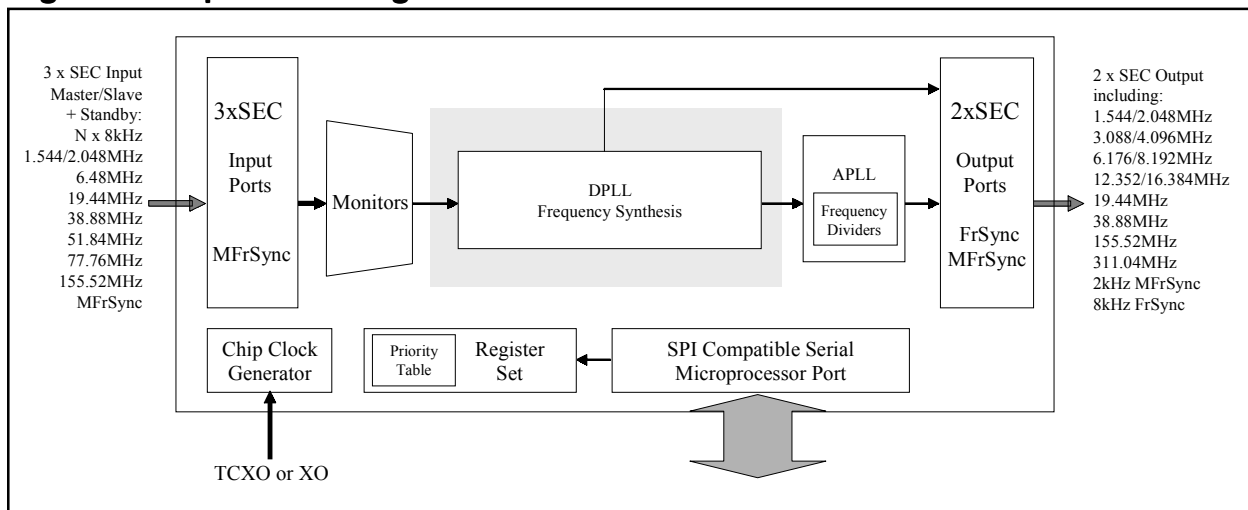 3 x SEC Input
Master/Slave
+ Standby:
N x 8kHz
1.544/2.048MHz
6.48MHz
19.44MHz
38.88MHz
51.84MHz
77.76MHz
155.52MHz
MFrSync
3xSEC
Input
Ports
MFrSync
Monitors
DPLL
Frequency Synthesis
APLL
Frequency
Dividers
2xSEC
Output
Ports
FrSync
MFrSync
2 x SEC Output
including:
1.544/2.048MHz
3.088/4.096MHz
6.176/8.192MHz
12.352/16.384MHz
19.44MHz
38.88MHz
155.52MHz
311.04MHz
2kHz MFrSync
8kHz FrSync
Chip Clock
Generator
Priority
Table
Register
Set
SPI Compatible Serial
Microprocessor Port
TCXO or XO